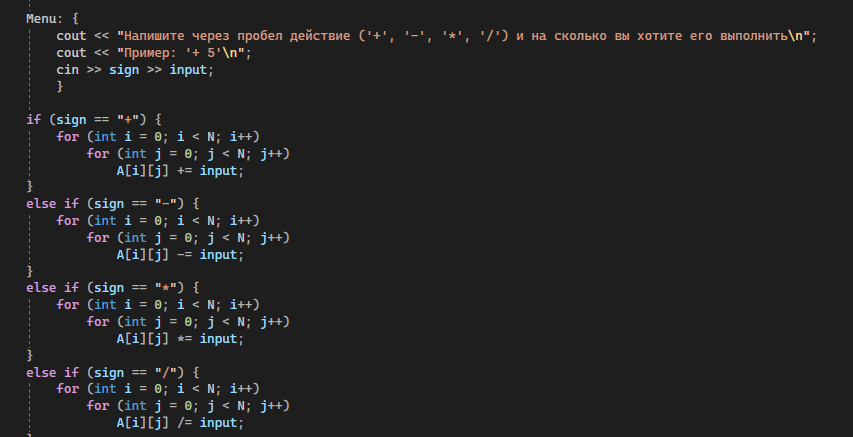 Menu: {
    cout << "Напишите через пробел действие ('+', '-', '*', '/') и на сколько вы хотите его выполнить\n";
    cout << "Пример: '+ 5'\n";
    cin >> sign >> input;
    }

if (sign == "+") {
    for (int i = 0; i < N; i++)
        for (int j = 0; j < N; j++)
            A[i][j] += input;
}
else if (sign == "-") {
    for (int i = 0; i < N; i++)
        for (int j = 0; j < N; j++)
            A[i][j] -= input;
}
else if (sign == "*") {
    for (int i = 0; i < N; i++)
        for (int j = 0; j < N; j++)
            A[i][j] *= input;
}
else if (sign == "/") {
    for (int i = 0; i < N; i++)
        for (int j = 0; j < N; j++)
            A[i][j] /= input;
}